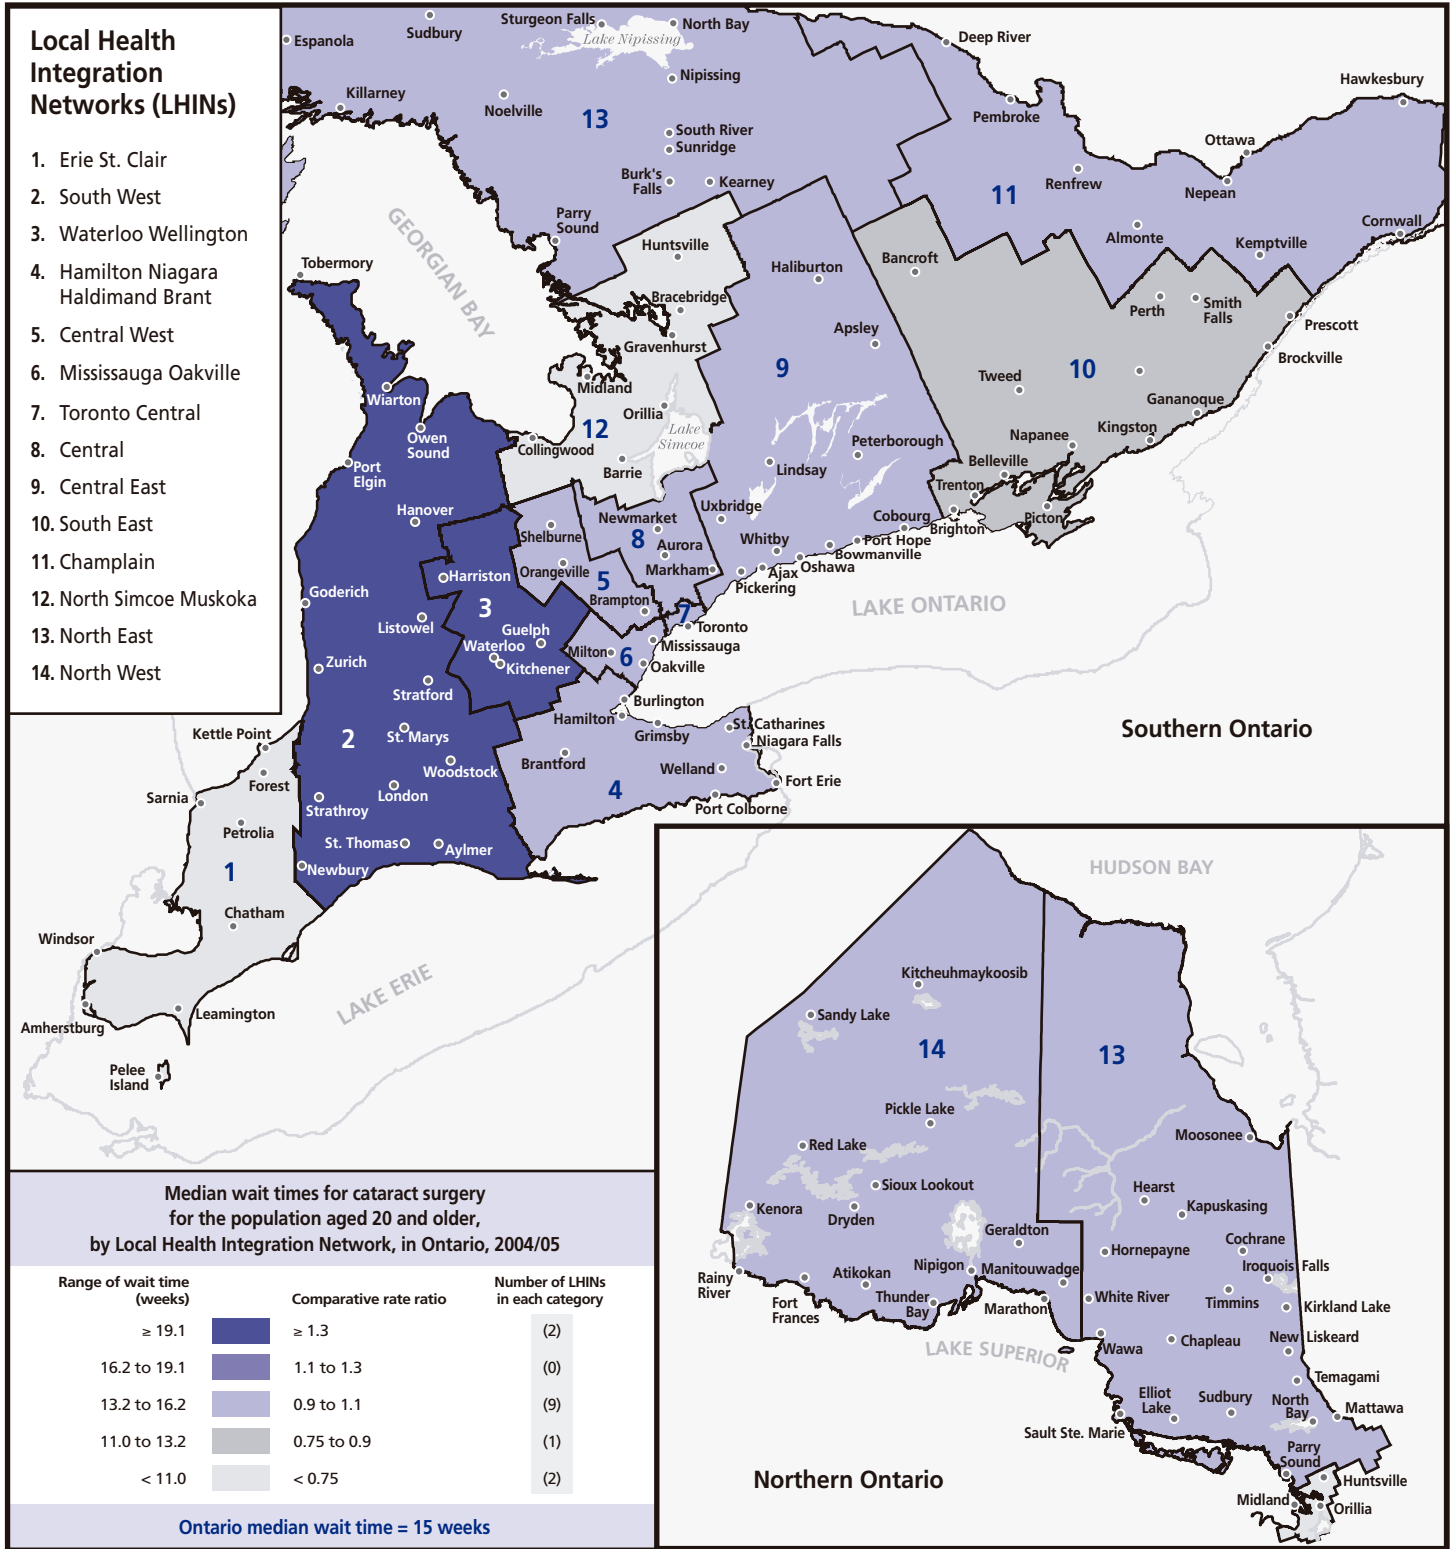 Local Health
Integration
Networks (LHINs)
1. Erie St. Clair
2. South West
3. Waterloo Wellington
4. Hamilton Niagara
Haldimand Brant
5. Central West
6. Mississauga Oakville
7. Toronto Central
8. Central
9. Central East
10. South East
11. Champlain
12. North Simcoe Muskoka
13. North East
14. North West
Espanola
Sudbury
Sturgeon Falls
North Bay
Lake Nipissing
Deep River
Nipissing
Killarney
Noelville
13
South River
Sunridge
Burk's
Falls
Kearney
Parry
Sound
Pembroke
Hawkesbury
Ottawa
Renfrew
Nepean
11
Almonte
Kemptville
Cornwall
GEORGIAN BAY
Tobermory
Huntsville
Bracebridge
Gravenhurst
Midland
Orillia
12
Lake
Simcoe
Collingwood
Barrie
Haliburton
Apsley
9
Peterborough
Lindsay
Uxbridge
Whitby
Cobourg
Port Hope
Bowmanville
Oshawa
Ajax
Pickering
Bancroft
Perth
Smith
Falls
Prescott
Brockville
Tweed
10
Gananoque
Kingston
Napanee
Belleville
Trenton
Brighton
Picton
Wiarton
Owen
Sound
Port
Elgin
Hanover
Harriston
Goderich
Listowel
3
Guelph
Waterloo
Kitchener
Zurich
Stratford
2
St. Marys
Woodstock
London
Strathroy
St. Thomas
Aylmer
Newbury
Shelburne
Orangeville
5
Brampton
Newmarket
8
Aurora
Markham
7
Toronto
Mississauga
Milton
6
Oakville
LAKE ONTARIO
Burlington
Hamilton
Grimsby
St. Catharines
Niagara Falls
Brantford
Welland
4
Fort Erie
Port Colborne
Southern Ontario
Kettle Point
Forest
Sarnia
Petrolia
1
Chatham
Windsor
Leamington
Amherstburg
Pelee
Island
LAKE ERIE
HUDSON BAY
Kitcheuhmaykoosib
Sandy Lake
14
13
Pickle Lake
Red Lake
Moosonee
Sioux Lookout
Kenora
Dryden
Hearst
Kapuskasing
Geraldton
Hornepayne
Cochrane
Iroquois Falls
Nipigon
Manitouwadge
Rainy
River
Atikokan
Thunder
Bay
Fort
Frances
Marathon
White River
Timmins
Kirkland Lake
LAKE SUPERIOR
Wawa
Chapleau
New Liskeard
Temagami
Elliot
Lake
Sudbury
North
Bay
Mattawa
Sault Ste. Marie
Parry
Sound
Huntsville
Midland
Orillia
Northern Ontario
Median wait times for cataract surgery
for the population aged 20 and older,
by Local Health Integration Network, in Ontario, 2004/05
Range of wait time
(weeks)
Comparative rate ratio
Number of LHINs
in each category
≥ 19.1 ≥ 1.3 (2)
16.2 to 19.1 1.1 to 1.3 (0)
13.2 to 16.2 0.9 to 1.1 (9)
11.0 to 13.2 0.75 to 0.9 (1)
< 11.0 < 0.75 (2)
Ontario median wait time = 15 weeks